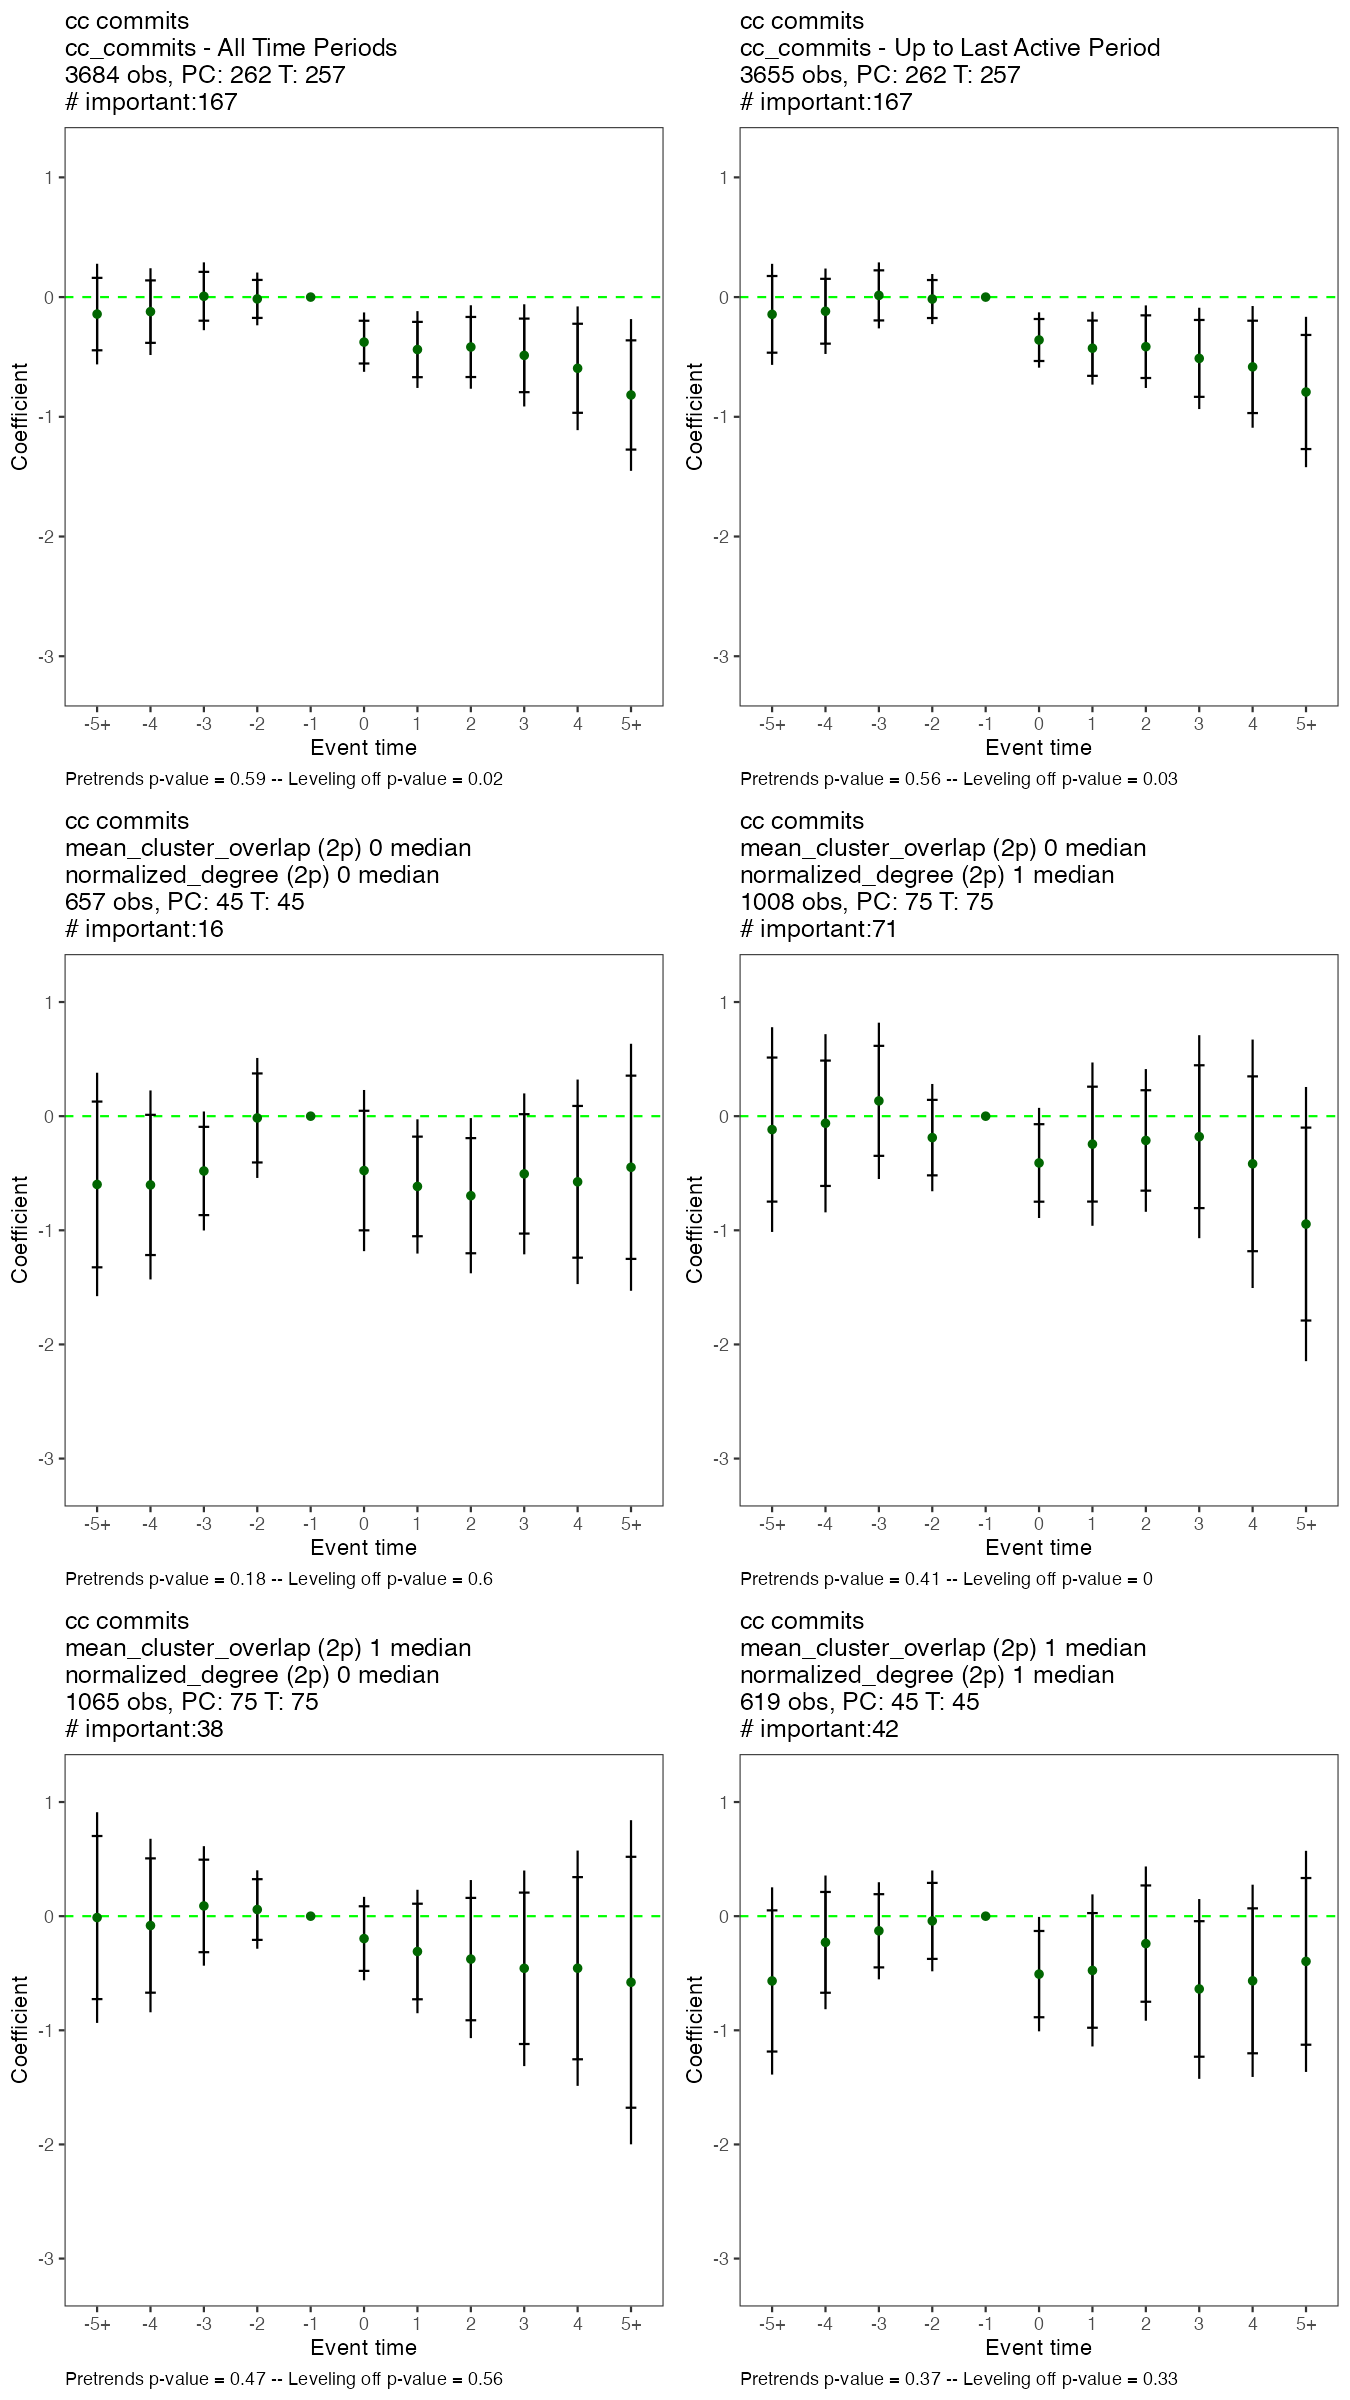 cc commits
cc_commits - All Time Periods
3684 obs, PC: 262 T: 257
# important:167
1
0
-1
-2
-3
Coefficient
-5+ -4 -3 -2 -1 0 1 2 3 4 5+
Event time
Pretrends p-value = 0.59 -- Leveling off p-value = 0.02
cc commits
cc_commits - Up to Last Active Period
3655 obs, PC: 262 T: 257
# important:167
1
0
-1
-2
-3
Coefficient
-5+ -4 -3 -2 -1 0 1 2 3 4 5+
Event time
Pretrends p-value = 0.56 -- Leveling off p-value = 0.03
cc commits
mean_cluster_overlap (2p) 0 median
normalized_degree (2p) 0 median
657 obs, PC: 45 T: 45
# important:16
1
0
-1
-2
-3
Coefficient
-5+ -4 -3 -2 -1 0 1 2 3 4 5+
Event time
Pretrends p-value = 0.18 -- Leveling off p-value = 0.6
cc commits
mean_cluster_overlap (2p) 0 median
normalized_degree (2p) 1 median
1008 obs, PC: 75 T: 75
# important:71
1
0
-1
-2
-3
Coefficient
-5+ -4 -3 -2 -1 0 1 2 3 4 5+
Event time
Pretrends p-value = 0.41 -- Leveling off p-value = 0
cc commits
mean_cluster_overlap (2p) 1 median
normalized_degree (2p) 0 median
1065 obs, PC: 75 T: 75
# important:38
1
0
-1
-2
-3
Coefficient
-5+ -4 -3 -2 -1 0 1 2 3 4 5+
Event time
Pretrends p-value = 0.47 -- Leveling off p-value = 0.56
cc commits
mean_cluster_overlap (2p) 1 median
normalized_degree (2p) 1 median
619 obs, PC: 45 T: 45
# important:42
1
0
-1
-2
-3
Coefficient
-5+ -4 -3 -2 -1 0 1 2 3 4 5+
Event time
Pretrends p-value = 0.37 -- Leveling off p-value = 0.33